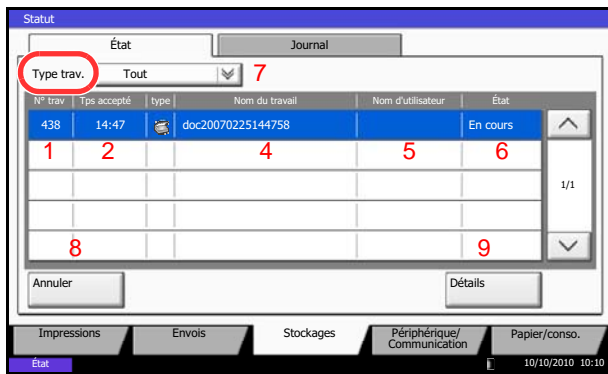 Statut
État Journal
Type trav. Tout 7
N° trav Tps accepté type Nom du travail Nom d'utilisateur État
438 14:47 doc20070225144758 En cours
1 2 4 5 6
1/1
8 9
Annuler Détails
Impressions Envois Stockages Périphérique/ Communication Papier/conso.
État 10/10/2010 10:10